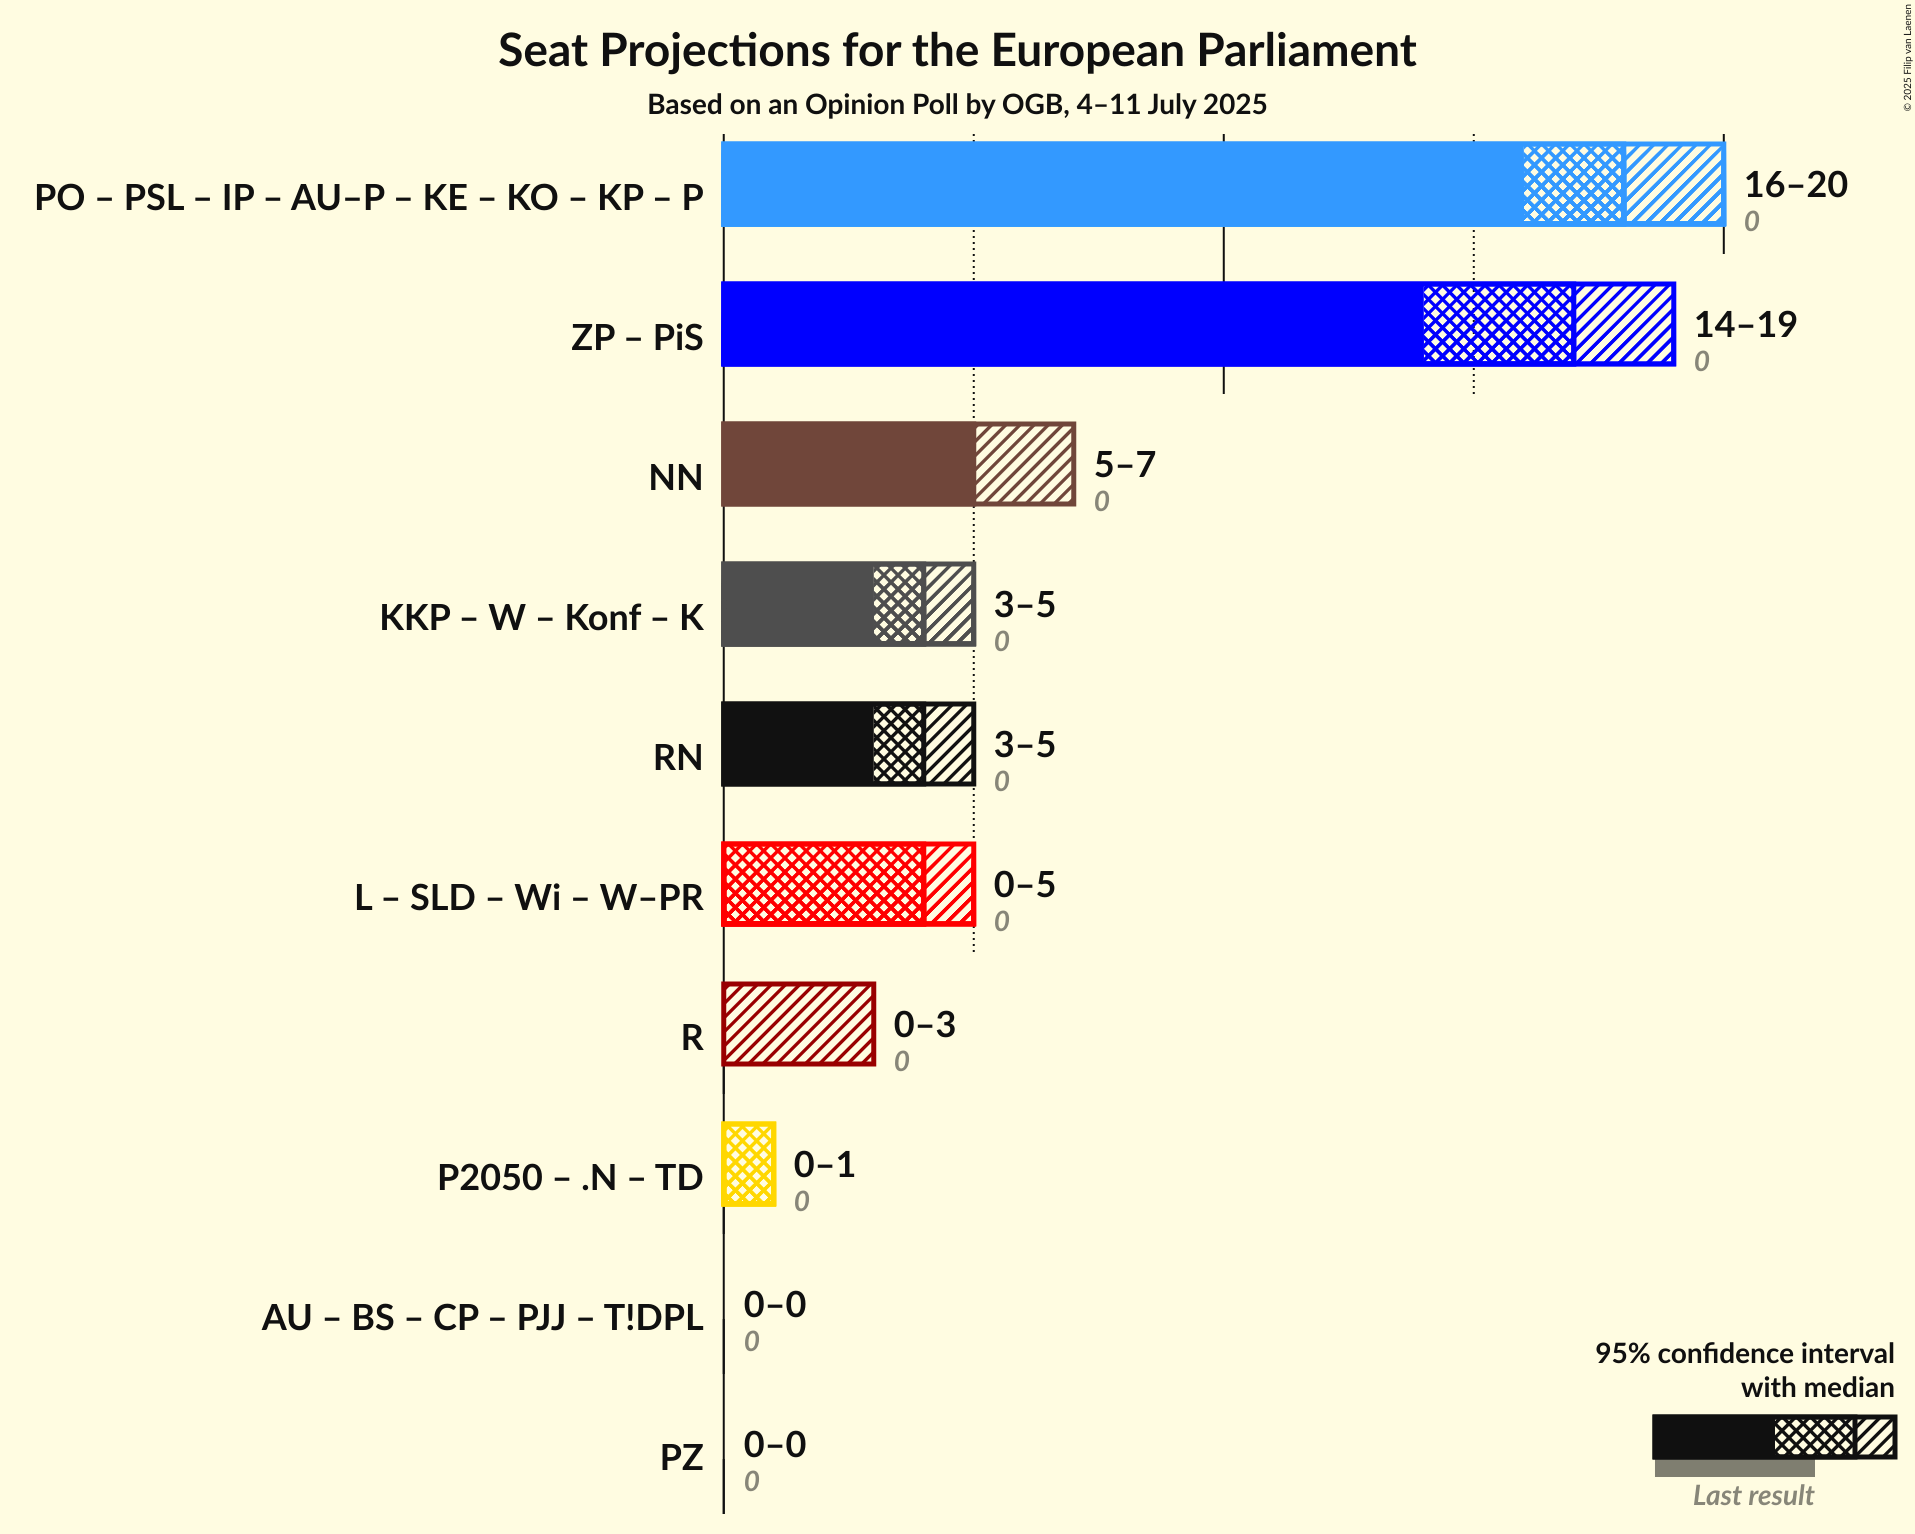 Seat Projections for the European Parliament
Based on an Opinion Poll by OGB, 4–11 July 2025
© 2025 Filip van Laenen
PO – PSL – IP – AU–P – KE – KO – KP – P
16–20
0
ZP – PiS
14–19
0
NN
5–7
0
KKP – W – Konf – K
3–5
0
RN
3–5
0
L – SLD – Wi – W–PR
0–5
0
R
0–3
0
P2050 – .N – TD
0–1
0
AU – BS – CP – PJJ – T!DPL
0–0
0
PZ
0–0
0
95% confidence interval
with median
Last result